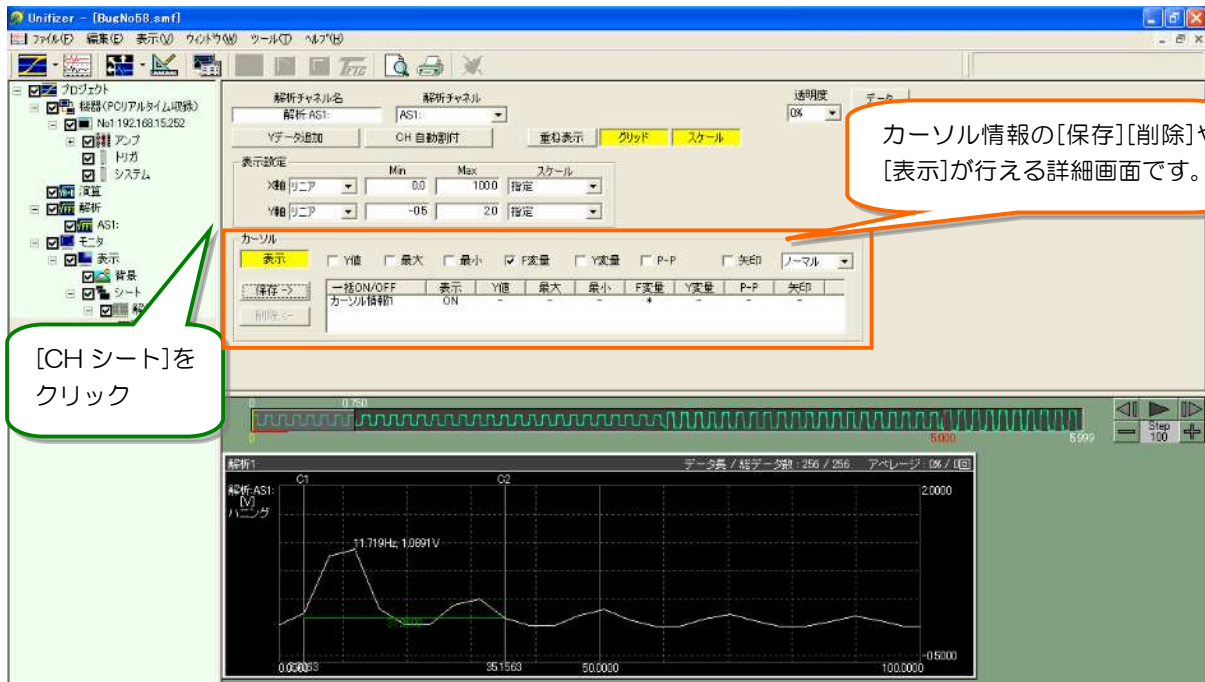 Unifizer - [BugNo58.smf]
ファイル(F) 編集(E) 表示(V) ウィンドウ(W) ツール(T) ヘルプ(H)
プロジェクト
機器(PCリアルタイム収録)
No1:192.168.15.252
アンプ
トリガ
システム
演算
解析
AS1:
モニタ
表示
背景
シート
解析チャネル名 解析チャネル 透明度 データ
解析:AS1: AS1: 0%
Yデータ追加 CH 自動割付 重ね表示 グリッド スケール
表示設定
Min Max スケール
X軸 リニア 0.0 100.0 指定
Y軸 リニア -0.5 2.0 指定
カーソル情報の[保存][削除]や
[表示]が行える詳細画面です。
カーソル
表示 Y値 最大 最小 F変量 Y変量 P-P 矢印 ノーマル
保存-> 一括ON/OFF 表示 Y値 最大 最小 F変量 Y変量 P-P 矢印
カーソル情報1 ON - - - * - - -
削除<-
[CH シート]を
クリック
0 0.750
0 5.000 5.999
Step
100
解析1 データ長 / 総データ数 : 256 / 256 アベレージ : 0% / 0回
C1 C2
解析:AS1:
[V]
ハニング
2.0000
11.719Hz, 1.0891V
-0.5000
35.1563 50.0000 100.0000